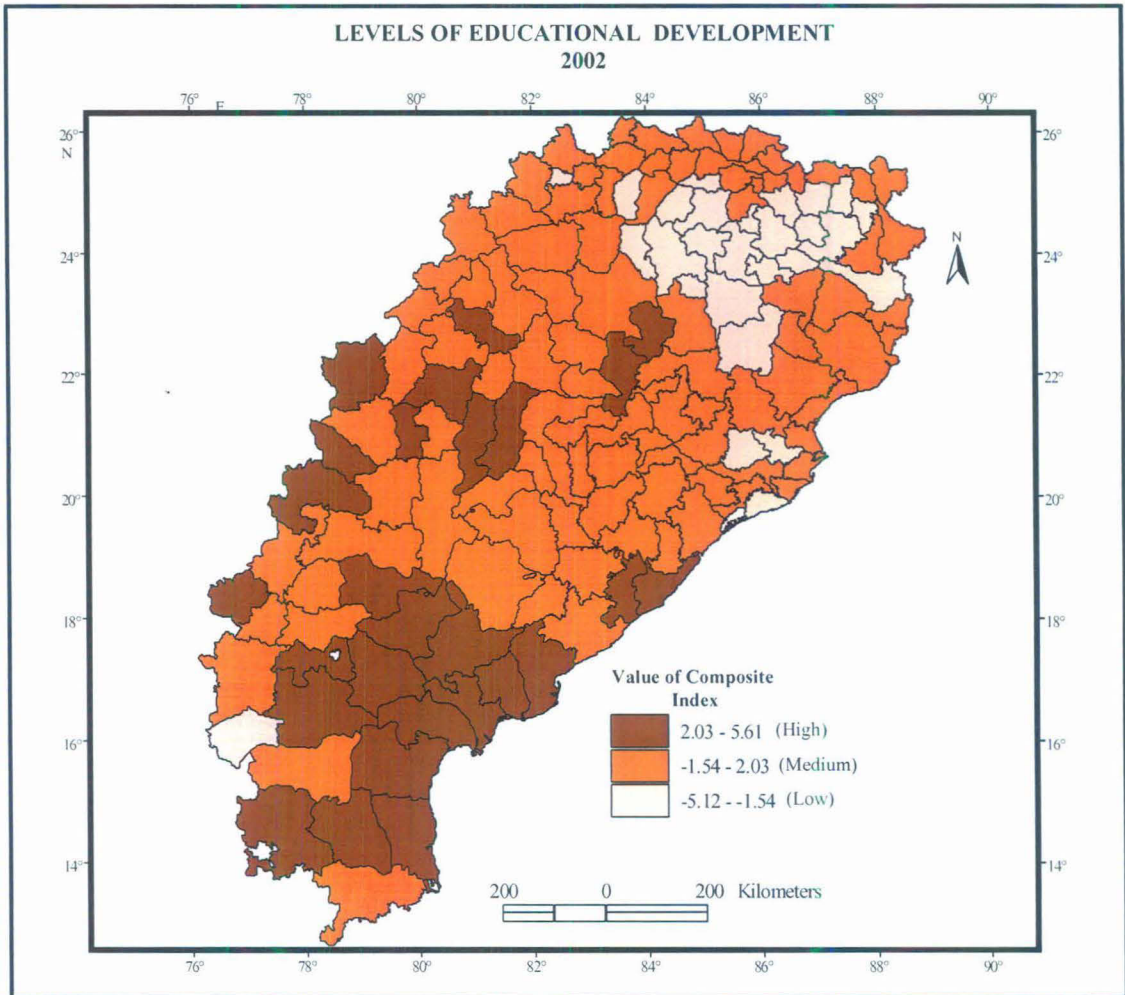 LEVELS OF EDUCATIONAL DEVELOPMENT
2002
76° E 78° 80° 82° 84° 86° 88° 90°
26° 26°
N
N
24° 24°
22° 22°
20° 20°
18° 18°
Value of Composite
Index
2.03 - 5.61 (High)
16° 16°
-1.54 - 2.03 (Medium)
-5.12 - -1.54 (Low)
14° 14°
200 0 200 Kilometers
76° 78° 80° 82° 84° 86° 88° 90°